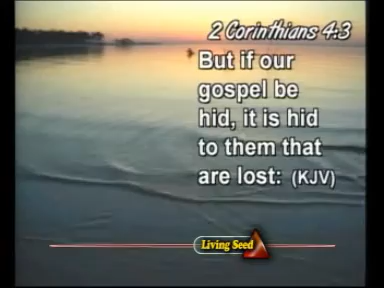 2 Corinthians 4:3
But if our
gospel be
hid, it is hid
to them that
are lost: (KJV)
Living Seed